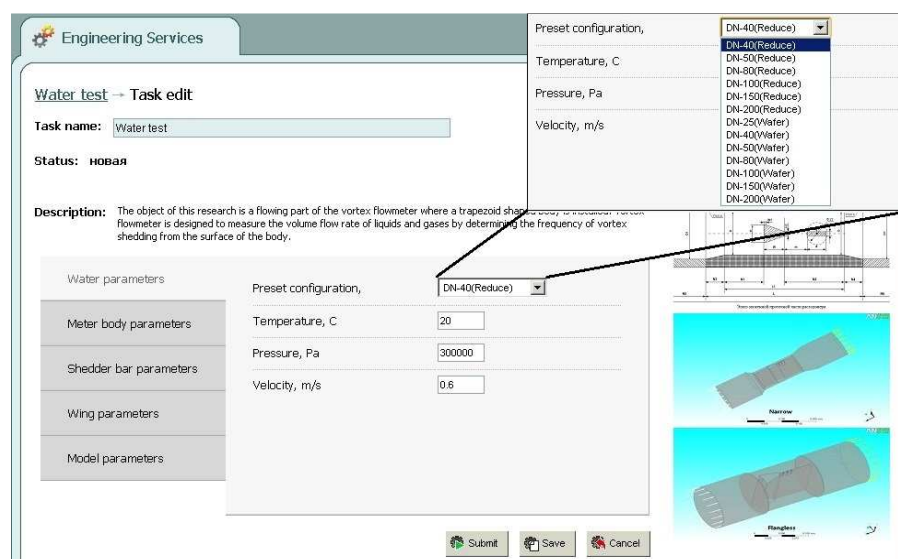 Engineering Services
Preset configuration,
DN-40(Reduce)
DN-40(Reduce)
DN-50(Reduce)
DN-80(Reduce)
DN-100(Reduce)
DN-150(Reduce)
DN-200(Reduce)
DN-25(Wafer)
DN-40(Wafer)
DN-50(Wafer)
DN-80(Wafer)
DN-100(Wafer)
DN-150(Wafer)
DN-200(Wafer)
Temperature, C
Pressure, Pa
Velocity, m/s
Water test → Task edit
Task name: Water test
Status: новая
Description: The object of this research is a flowing part of the vortex flowmeter where a trapezoid shaped body is installed. Vortex
flowmeter is designed to measure the volume flow rate of liquids and gases by determining the frequency of vortex
shedding from the surface of the body.
Water parameters
Meter body parameters
Shedder bar parameters
Wing parameters
Model parameters
Preset configuration, DN-40(Reduce)
Temperature, C 20
Pressure, Pa 300000
Velocity, m/s 0.6
Narrow
Flangless
Submit Save Cancel